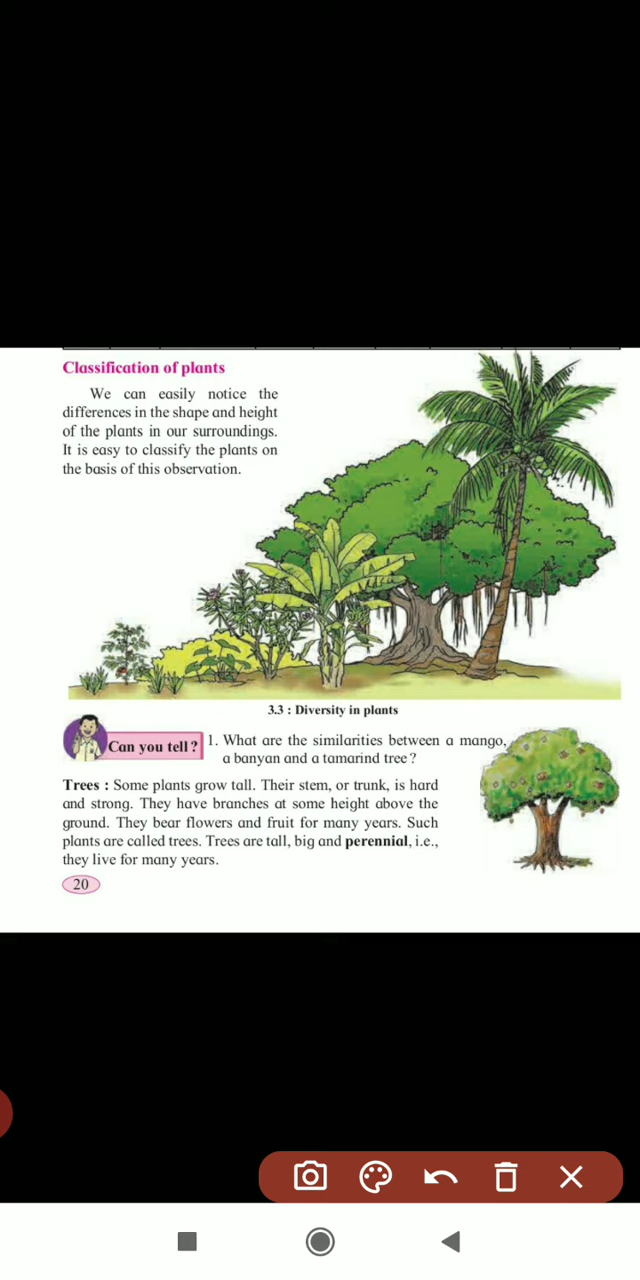 Classification of plants
We can easily notice the
differences in the shape and height
of the plants in our surroundings.
It is easy to classify the plants on
the basis of this observation.
3.3 : Diversity in plants
Can you tell ?
1. What are the similarities between a mango,
a banyan and a tamarind tree ?
Trees : Some plants grow tall. Their stem, or trunk, is hard
and strong. They have branches at some height above the
ground. They bear flowers and fruit for many years. Such
plants are called trees. Trees are tall, big and perennial, i.e.,
they live for many years.
20